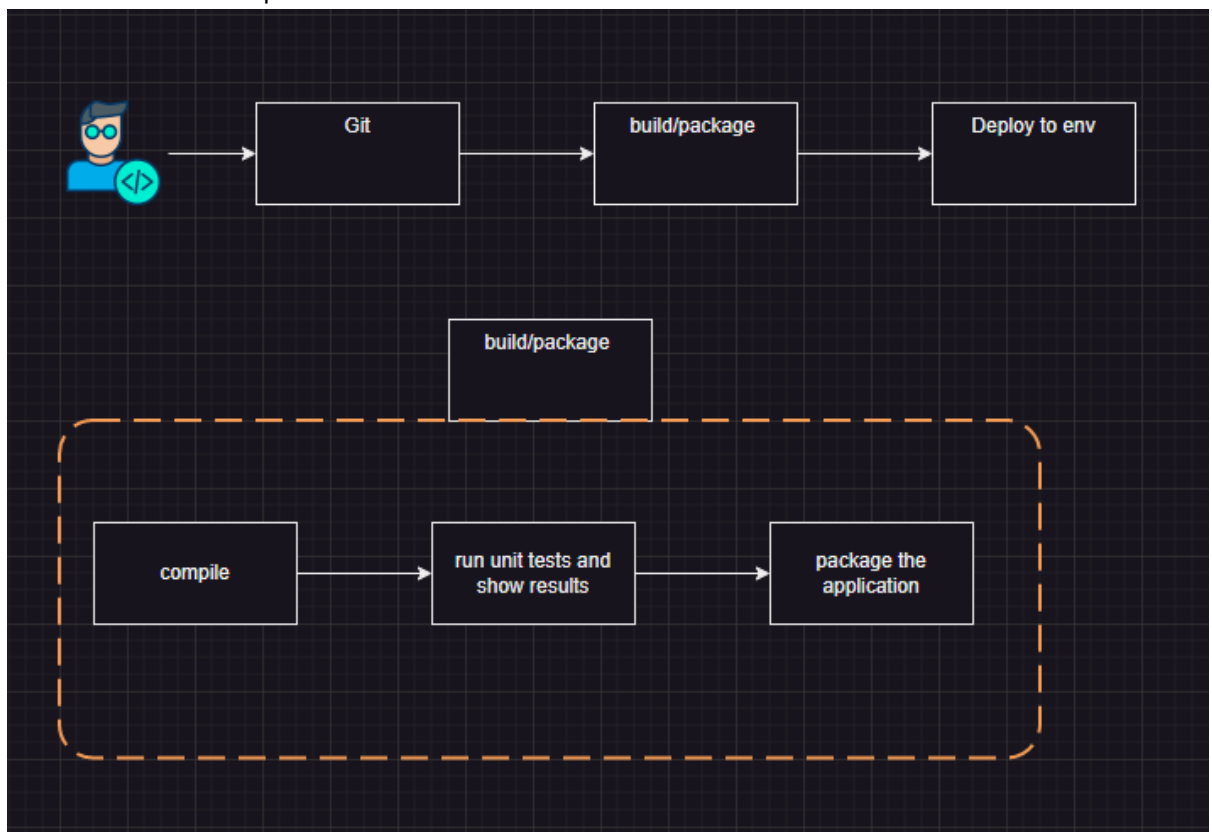 Git
build/package
Deploy to env
</>
build/package
compile
run unit tests and
show results
package the
application